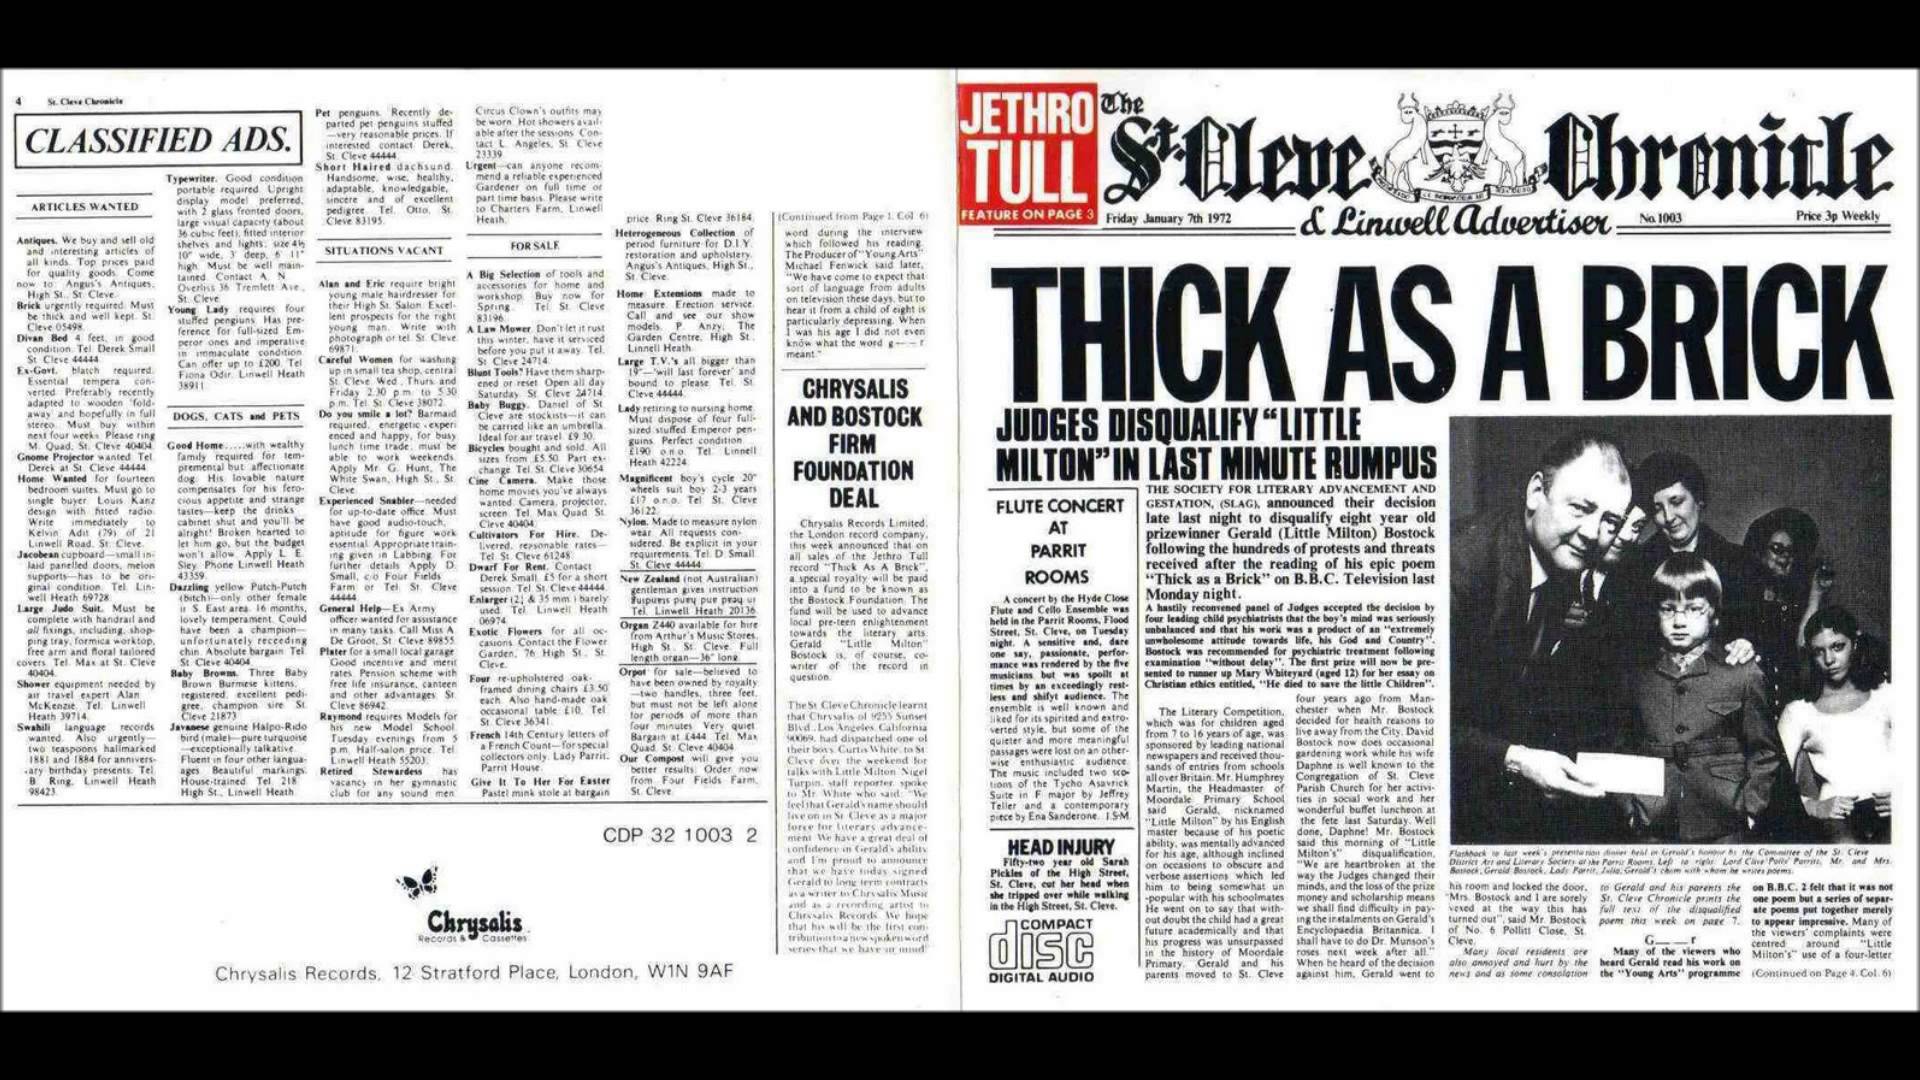 4 St. Cleve Chronicle
CLASSIFIED ADS.
ARTICLES WANTED
Antiques. We buy and sell old
and interesting articles of
all kinds. Top prices paid
for quality goods. Come
now to: Angus's Antiques,
High St., St. Cleve.
Brick urgently required. Must
be thick and well kept. St.
Cleve 05498.
Divan Bed 4 feet, in good
condition. Tel. Derek Small
St. Cleve 44444.
Ex-Govt. blatch required.
Essential tempera con-
verted. Preferably recently
adapted to wooden 'fold-
away' and hopefully in full
stereo. Must buy within
next four weeks. Please ring
M. Quad, St. Cleve 40404.
Gnome Projector wanted. Tel.
Derek at St. Cleve 44444.
Home Wanted for fourteen
bedroom suites. Must go to
single buyer. Louis Kanz
design with fitted radio.
Write immediately to
Kelvin Adit (79) of 21
Linwell Road, St. Cleve.
Jacobean cupboard—small in-
laid panelled doors, melon
supports—has to be ori-
ginal condition. Tel. Lin-
well Heath 69728.
Large Judo Suit. Must be
complete with handrail and
all fixings, including, shop-
ping tray, formica worktop,
free arm and floral tailored
covers. Tel. Max at St. Cleve
40404.
Shower equipment needed by
air travel expert Alan
McKenzie. Tel. Linwell
Heath 39714.
Swahili language records
wanted. Also urgently—
two teaspoons hallmarked
1881 and 1884 for annivers-
ary birthday presents. Tel.
B. Ring, Linwell Heath
98423.
Typewriter. Good condition
portable required. Upright
display model preferred,
with 2 glass fronted doors,
large visual capacity (about
36 cubic feet), fitted interior
shelves and lights; size 4½
10" wide, 3' deep, 6' 11"
high. Must be well main-
tained. Contact A. N.
Overliss 36 Tremlett Ave.,
St. Cleve.
Young Lady requires four
stuffed penguins. Has pre-
ference for full-sized Em-
peror ones and imperative
in immaculate condition.
Can offer up to £200. Tel.
Fiona Odir, Linwell Heath
38911.
DOGS, CATS and PETS
Good Home.....with wealthy
family required for tem-
premental but affectionate
dog. His lovable nature
compensates for his fero-
cious appetite and strange
tastes—keep the drinks
cabinet shut and you'll be
alright! Broken hearted to
let him go, but the budget
won't allow. Apply L. E.
Sley. Phone Linwell Heath
43359.
Dazzling yellow Putch-Putch
(bitch)—only other female
in S. East area. 16 months,
lovely temperament. Could
have been a champion—
unfortunately receeding
chin. Absolute bargain. Tel.
St. Cleve 40404.
Baby Browns. Three Baby
Brown Burmese kittens,
registered, excellent pedi-
gree, champion sire St.
Cleve 21873.
Javanese genuine Halpo-Rido
bird (male)—pure turquoise
—exceptionally talkative.
Fluent in four other langua-
ges. Beautiful markings.
House-trained. Tel. 218
High St., Linwell Heath.
Pet penguins. Recently de-
parted pet penguins stuffed
—very reasonable prices. If
interested contact Derek,
St. Cleve 44444.
Short Haired dachsund.
Handsome, wise, healthy,
adaptable, knowledgable,
sincere and of excellent
pedigree. Tel. Otto, St.
Cleve 83195.
SITUATIONS VACANT
Alan and Eric require bright
young male hairdresser for
their High St. Salon. Excel-
lent prospects for the right
young man. Write with
photograph or tel. St. Cleve
69871.
Careful Women for washing
up in small tea shop, central
St. Cleve. Wed., Thurs. and
Friday 2.30 p.m. to 5.30
p.m. Tel. St. Cleve 38072.
Do you smile a lot? Barmaid
required, energetic, experi-
enced and happy, for busy
lunch time trade, must be
able to work weekends.
Apply Mr. G. Hunt, The
White Swan, High St., St.
Cleve.
Experienced Snabler—needed
for up-to-date office. Must
have good audio-touch,
aptitude for figure work
essential. Appropriate train-
ing given in Labbing. For
further details Apply D.
Small, c/o Four Fields
Farm or Tel. St. Cleve
44444.
General Help—Ex Army
officer wanted for assistance
in many tasks. Call Miss A.
De Groot, St. Cleve 89855.
Plater for a small local garage.
Good incentive and merit
rates. Pension scheme with
free life insurance, canteen
and other advantages. St.
Cleve 86942.
Raymond requires Models for
his new Model School.
Tuesday evenings from 5
p.m. Half-salon price. Tel.
Linwell Heath 55203.
Retired Stewardess has
vacancy in her gymnastic
club for any sound men.
Circus Clown's outfits may
be worn. Hot showers avail-
able after the sessions. Con-
tact L. Angeles, St. Cleve
23339.
Urgent—can anyone recom-
mend a reliable experienced
Gardener on full time or
part time basis. Please write
to Charters Farm, Linwell
Heath.
FOR SALE
A Big Selection of tools and
accessories for home and
workshop. Buy now for
Spring. Tel. St. Cleve
83196.
A Law Mower. Don't let it rust
this winter, have it serviced
before you put it away. Tel.
St. Cleve 24714.
Blunt Tools? Have them sharp-
ened or reset. Open all day
Saturday. St. Cleve 24714.
Baby Buggy. Daniel of St.
Cleve are stockists—it can
be carried like an umbrella.
Ideal for air travel. £9.30.
Bicycles bought and sold. All
sizes from £5.50. Part ex-
change. Tel. St. Cleve 30654.
Cine Camera. Make those
home movies you've always
wanted. Camera, projector,
screen. Tel. Max Quad St.
Cleve 40404.
Cultivators For Hire. De-
livered, reasonable rates—
Tel. St. Cleve 61248.
Dwarf For Rent. Contact
Derek Small, £5 for a short
session. Tel. St. Cleve 44444.
Enlarger (2¼ & 35 mm.) barely
used. Tel. Linwell Heath
06974.
Exotic Flowers for all oc-
casions. Contact the Flower
Garden, 76 High St., St.
Cleve.
Four re-upholstered oak-
framed dining chairs £3.50
each. Also hand-made oak
occasional table £10. Tel.
St. Cleve 36341.
French 14th Century letters of
a French Count—for special
collectors only. Lady Parrit,
Parrit House.
Give It To Her For Easter
Pastel mink stole at bargain
price. Ring St. Cleve 36184.
Heterogeneous Collection of
period furniture for D.I.Y.
restoration and upholstery.
Angus's Antiques, High St.,
St. Cleve.
Home Extensions made to
measure. Erection service.
Call and see our show
models. P. Anzy, The
Garden Centre, High St.,
Linnell Heath.
Large T.V.'s all bigger than
19"—'will last forever' and
bound to please. Tel. St.
Cleve 44444.
Lady retiring to nursing home.
Must dispose of four full-
sized stuffed Emperor pen-
guins. Perfect condition.
£190 o.n.o. Tel. Linnell
Heath 42224.
Magnificent boy's cycle 20"
wheels suit boy 2-3 years
£17 o.n.o. Tel. St. Cleve
36122.
Nylon. Made to measure nylon
wear. All requests con-
sidered. Be explicit in your
requirements. Tel. D. Small.
St. Cleve 44444.
New Zealand (not Australian)
gentleman gives instruction
Tel. Linwell Heath 20136.
Organ Z440 available for hire
from Arthur's Music Stores,
High St., St. Cleve. Full
length organ—36" long.
Orpot for sale—believed to
have been owned by royalty
—two handles, three feet,
but must not be left alone
for periods of more than
four minutes. Very quiet.
Bargain at £444. Tel. Max
Quad. St. Cleve 40404.
Our Compost will give you
better results. Order now
from Four Fields Farm,
St. Cleve.
(Continued from Page 1. Col. 6)
word during the interview
which followed his reading.
The Producer of "Young Arts"
Michael Fenwick said later,
"We have come to expect that
sort of language from adults
on television these days, but to
hear it from a child of eight is
particularly depressing. When
I was his age I did not even
know what the word g— —r
meant."
CHRYSALIS
AND BOSTOCK
FIRM
FOUNDATION
DEAL
Chrysalis Records Limited,
the London record company,
this week announced that on
all sales of the Jethro Tull
record "Thick As A Brick",
a special royalty will be paid
into a fund to be known as
the Bostock Foundation. The
fund will be used to advance
local pre-teen enlightenment
towards the literary arts.
Gerald "Little Milton"
Bostock is, of course, co-
writer of the record in
question.
The St. Cleve Chronicle learnt
that Chrysalis of 9255 Sunset
Blvd., Los Angeles, California
90069, had dispatched one of
their boys, Curtis White, to St.
Cleve over the weekend for
talks with Little Milton. Nigel
Turpin, staff reporter, spoke
to Mr. White who said: "We
feel that Gerald's name should
live on in St. Cleve as a major
force for literary advance-
ment. We have a great deal of
confidence in Gerald's ability
and I'm proud to announce
that we have today signed
Gerald to long term contracts
as a writer to Chrysalis Music
and as a recording artist to
Chrysalis Records. We hope
that his will be the first con-
tribution to a new spoken word
series that we have in mind"
CDP 32 1003 2
Chrysalis
Records & Cassettes
Chrysalis Records, 12 Stratford Place, London, W1N 9AF
JETHRO
TULL
FEATURE ON PAGE 3
The
St. Cleve Chronicle
Friday January 7th 1972
& Linwell Advertiser
No. 1003
Price 3p Weekly
THICK AS A BRICK
JUDGES DISQUALIFY "LITTLE
MILTON" IN LAST MINUTE RUMPUS
FLUTE CONCERT
AT
PARRIT
ROOMS
A concert by the Hyde Close
Flute and Cello Ensemble was
held in the Parrit Rooms, Flood
Street, St. Cleve, on Tuesday
night. A sensitive and, dare
one say, passionate, perfor-
mance was rendered by the five
musicians but was spoilt at
times by an exceedingly rest-
less and shifyt audience. The
ensemble is well known and
liked for its spirited and extro-
verted style, but some of the
quieter and more meaningful
passages were lost on an other-
wise enthusiastic audience.
The music included two sec-
tions of the Tycho Asavrick
Suite in F major by Jeffrey
Teller and a contemporary
piece by Ena Sanderone. J.S.M.
HEAD INJURY
Fifty-two year old Sarah
Pickles of the High Street,
St. Cleve, cut her head when
she tripped over while walking
in the High Street, St. Cleve.
COMPACT
disc
DIGITAL AUDIO
THE SOCIETY FOR LITERARY ADVANCEMENT AND
GESTATION, (SLAG), announced their decision
late last night to disqualify eight year old
prizewinner Gerald (Little Milton) Bostock
following the hundreds of protests and threats
received after the reading of his epic poem
"Thick as a Brick" on B.B.C. Television last
Monday night.
A hastily reconvened panel of Judges accepted the decision by
four leading child psychiatrists that the boy's mind was seriously
unbalanced and that his work was a product of an "extremely
unwholesome attitude towards life, his God and Country".
Bostock was recommended for psychiatric treatment following
examination "without delay". The first prize will now be pre-
sented to runner up Mary Whiteyard (aged 12) for her essay on
Christian ethics entitled, "He died to save the little Children".
The Literary Competition,
which was for children aged
from 7 to 16 years of age, was
sponsored by leading national
newspapers and received thou-
sands of entries from schools
all over Britain. Mr. Humphrey
Martin, the Headmaster of
Moordale Primary School
said Gerald, nicknamed
"Little Milton" by his English
master because of his poetic
ability, was mentally advanced
for his age, although inclined
on occasions to obscure and
verbose assertions which led
him to being somewhat un
-popular with his schoolmates
He went on to say that with-
out doubt the child had a great
future academically and that
his progress was unsurpassed
in the history of Moordale
Primary. Gerald and his
parents moved to St. Cleve
four years ago from Man-
chester when Mr. Bostock
decided for health reasons to
live away from the City. David
Bostock now does occasional
gardening work while his wife
Daphne is well known to the
Congregation of St. Cleve
Parish Church for her activi-
ties in social work and her
wonderful buffet luncheon at
the fete last Saturday. Well
done, Daphne! Mr. Bostock
said this morning of "Little
Milton's" disqualification,
"We are heartbroken at the
way the Judges changed their
minds, and the loss of the prize
money and scholarship means
we shall find difficulty in pay-
ing the instalments on Gerald's
Encyclopaedia Britannica. I
shall have to do Dr. Munson's
roses next week after all."
When he heard of the decision
against him, Gerald went to
Flashback to last week's presentation dinner held in Gerald's honour by the Committee of the St. Cleve
District Art and Literary Society at the Parrit Rooms. Left to right: Lord Clive 'Polly' Parritt, Mr. and Mrs.
Bostock, Gerald Bostock, Lady Parrit, Julia, Gerald's chum with whom he writes poems.
his room and locked the door.
"Mrs. Bostock and I are sorely
vexed at the way this has
turned out", said Mr. Bostock
of No. 6 Pollitt Close, St.
Cleve.
Many local residents are
also annoyed and hurt by the
news and as some consolation
to Gerald and his parents the
St. Cleve Chronicle prints the
full text of the disqualified
poem this week on page 7.
G— —r
Many of the viewers who
heard Gerald read his work on
the "Young Arts" programme
on B.B.C. 2 felt that it was not
one poem but a series of separ-
ate poems put together merely
to appear impressive. Many of
the viewers' complaints were
centred around "Little
Milton's" use of a four-letter
(Continued on Page 4. Col. 6)